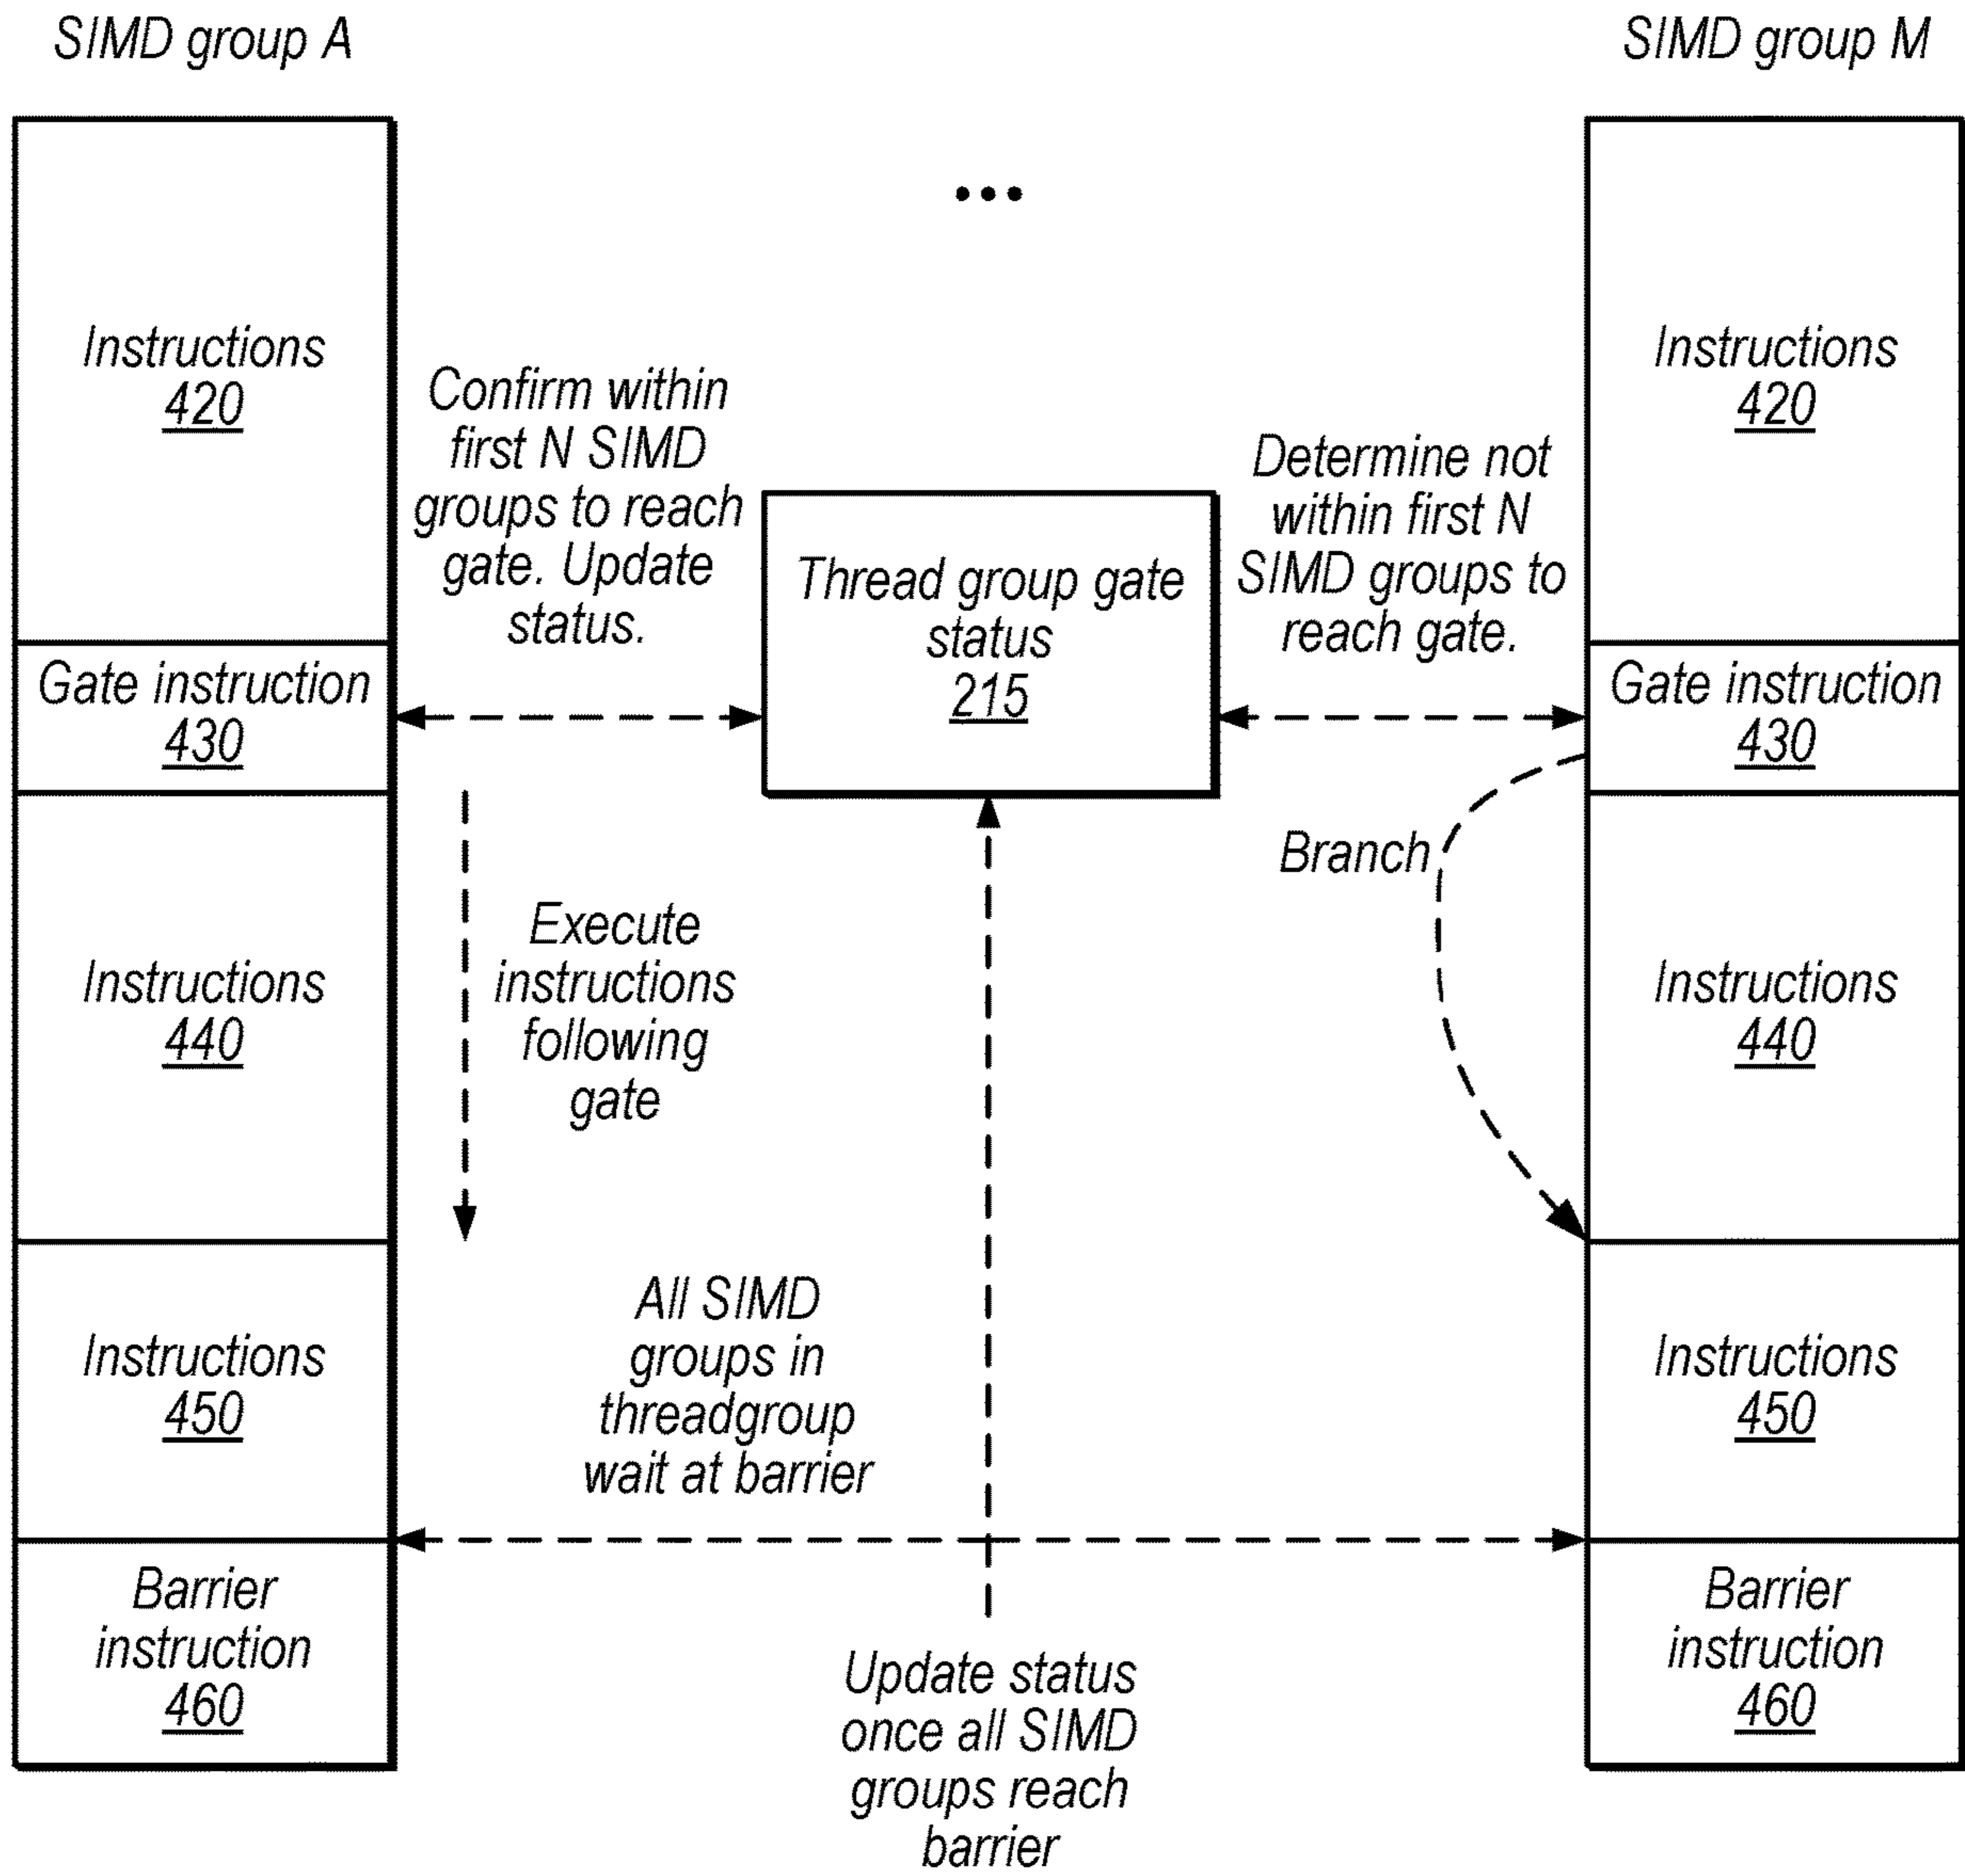 SIMD group A
SIMD group M
...
Instructions
420
Confirm within
first N SIMD
groups to reach
gate. Update
status.
Thread group gate
status
215
Determine not
within first N
SIMD groups to
reach gate.
Instructions
420
Gate instruction
430
Gate instruction
430
Branch
Instructions
440
Execute
instructions
following
gate
Instructions
440
Instructions
450
All SIMD
groups in
threadgroup
wait at barrier
Instructions
450
Barrier
instruction
460
Update status
once all SIMD
groups reach
barrier
Barrier
instruction
460